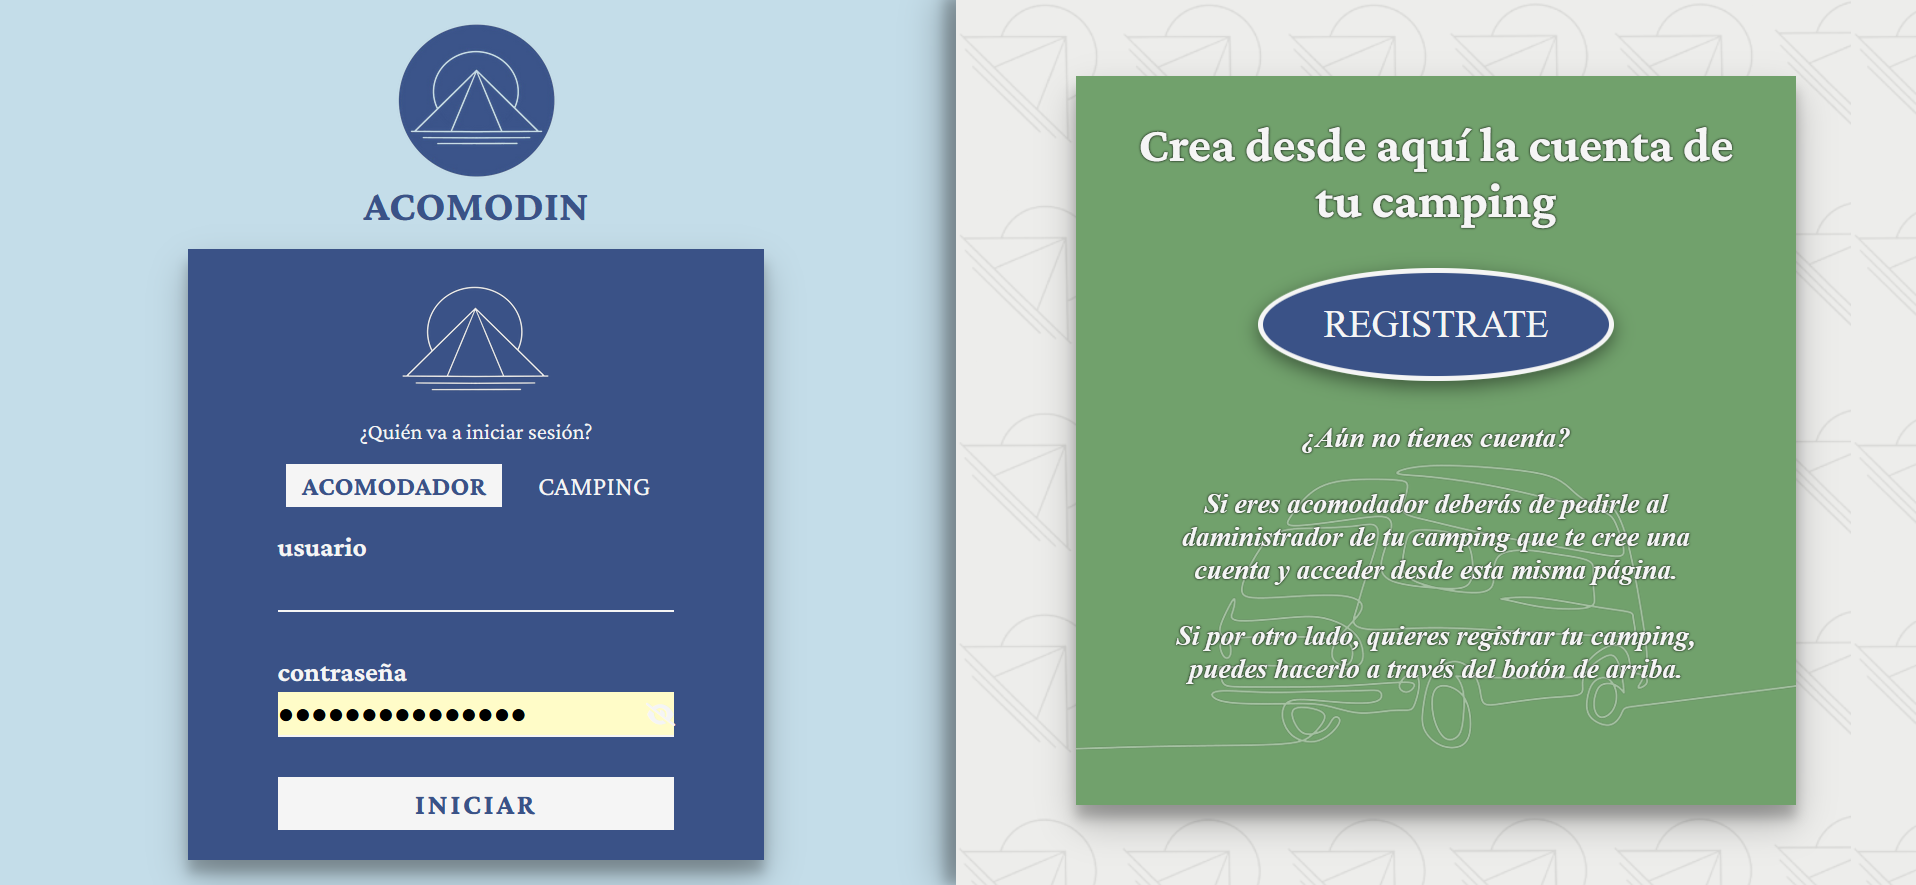 ACOMODIN
¿Quién va a iniciar sesión?
ACOMODADOR CAMPING
usuario
contraseña
INICIAR
Crea desde aquí la cuenta de
tu camping
REGISTRATE
¿Aún no tienes cuenta?
Si eres acomodador deberás de pedirle al
daministrador de tu camping que te cree una
cuenta y acceder desde esta misma página.
Si por otro lado, quieres registrar tu camping,
puedes hacerlo a través del botón de arriba.